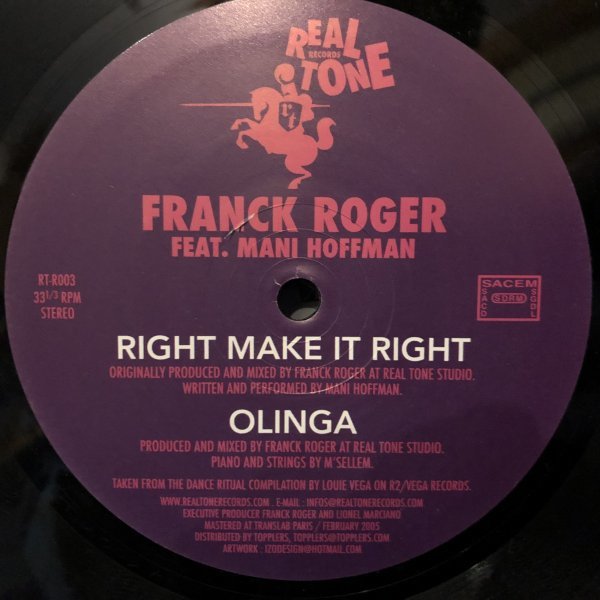 REAL
RECORDS
TONE
rt
FRANCK ROGER
FEAT. MANI HOFFMAN
RT-R003
33 1/3 RPM
STEREO
SACEM
SACD
SDRM
SGDL
RIGHT MAKE IT RIGHT
ORIGINALLY PRODUCED AND MIXED BY FRANCK ROGER AT REAL TONE STUDIO.
WRITTEN AND PERFORMED BY MANI HOFFMAN.
OLINGA
PRODUCED AND MIXED BY FRANCK ROGER AT REAL TONE STUDIO.
PIANO AND STRINGS BY M'SELLEM.
TAKEN FROM THE DANCE RITUAL COMPILATION BY LOUIE VEGA ON R2/VEGA RECORDS.
WWW.REALTONERECORDS.COM E-MAIL : INFOS@REALTONERECORDS.COM
EXECUTIVE PRODUCER FRANCK ROGER AND LIONEL MARCIANO
MASTERED AT TRANSLAB PARIS / FEBRUARY 2005
DISTRIBUTED BY TOPPLERS, TOPPLERS@TOPPLERS.COM
ARTWORK : IZODESIGN@HOTMAIL.COM